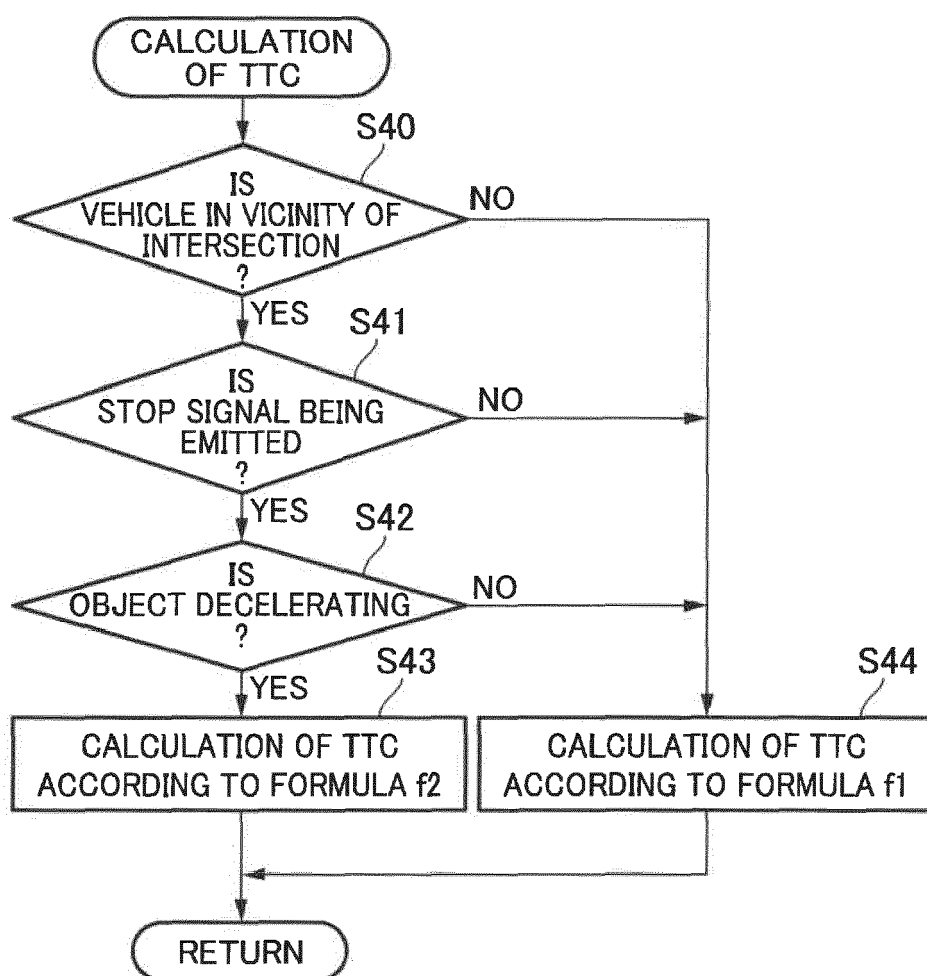 CALCULATION
OF TTC
S40
IS
VEHICLE IN VICINITY OF
INTERSECTION
?
NO
YES
S41
IS
STOP SIGNAL BEING
EMITTED
?
NO
YES
S42
IS
OBJECT DECELERATING
?
NO
YES
S43
CALCULATION OF TTC
ACCORDING TO FORMULA f2
S44
CALCULATION OF TTC
ACCORDING TO FORMULA f1
RETURN